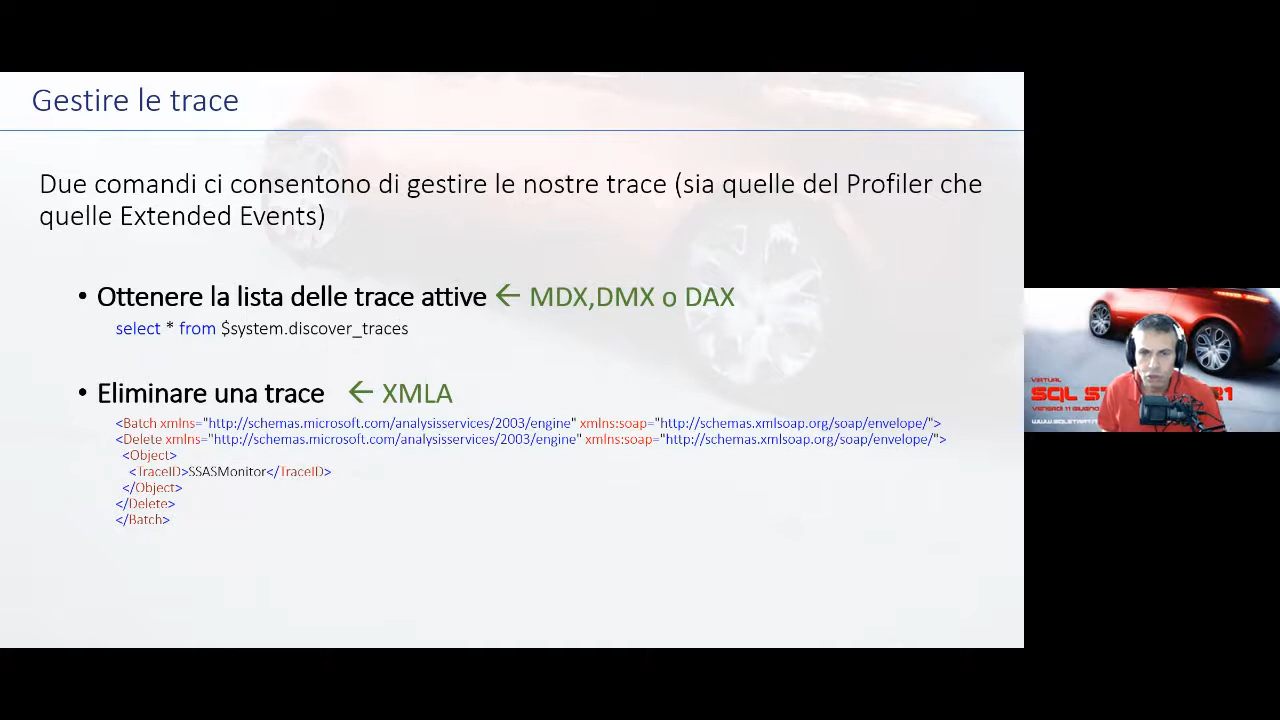 Gestire le trace
Due comandi ci consentono di gestire le nostre trace (sia quelle del Profiler che
quelle Extended Events)
• Ottenere la lista delle trace attive ← MDX,DMX o DAX
select * from $system.discover_traces
• Eliminare una trace ← XMLA
<Batch xmlns="http://schemas.microsoft.com/analysisservices/2003/engine" xmlns:soap="http://schemas.xmlsoap.org/soap/envelope/">
<Delete xmlns="http://schemas.microsoft.com/analysisservices/2003/engine" xmlns:soap="http://schemas.xmlsoap.org/soap/envelope/">
<Object>
<TraceID>SSASMonitor</TraceID>
</Object>
</Delete>
</Batch>
VIRTUAL
SQL